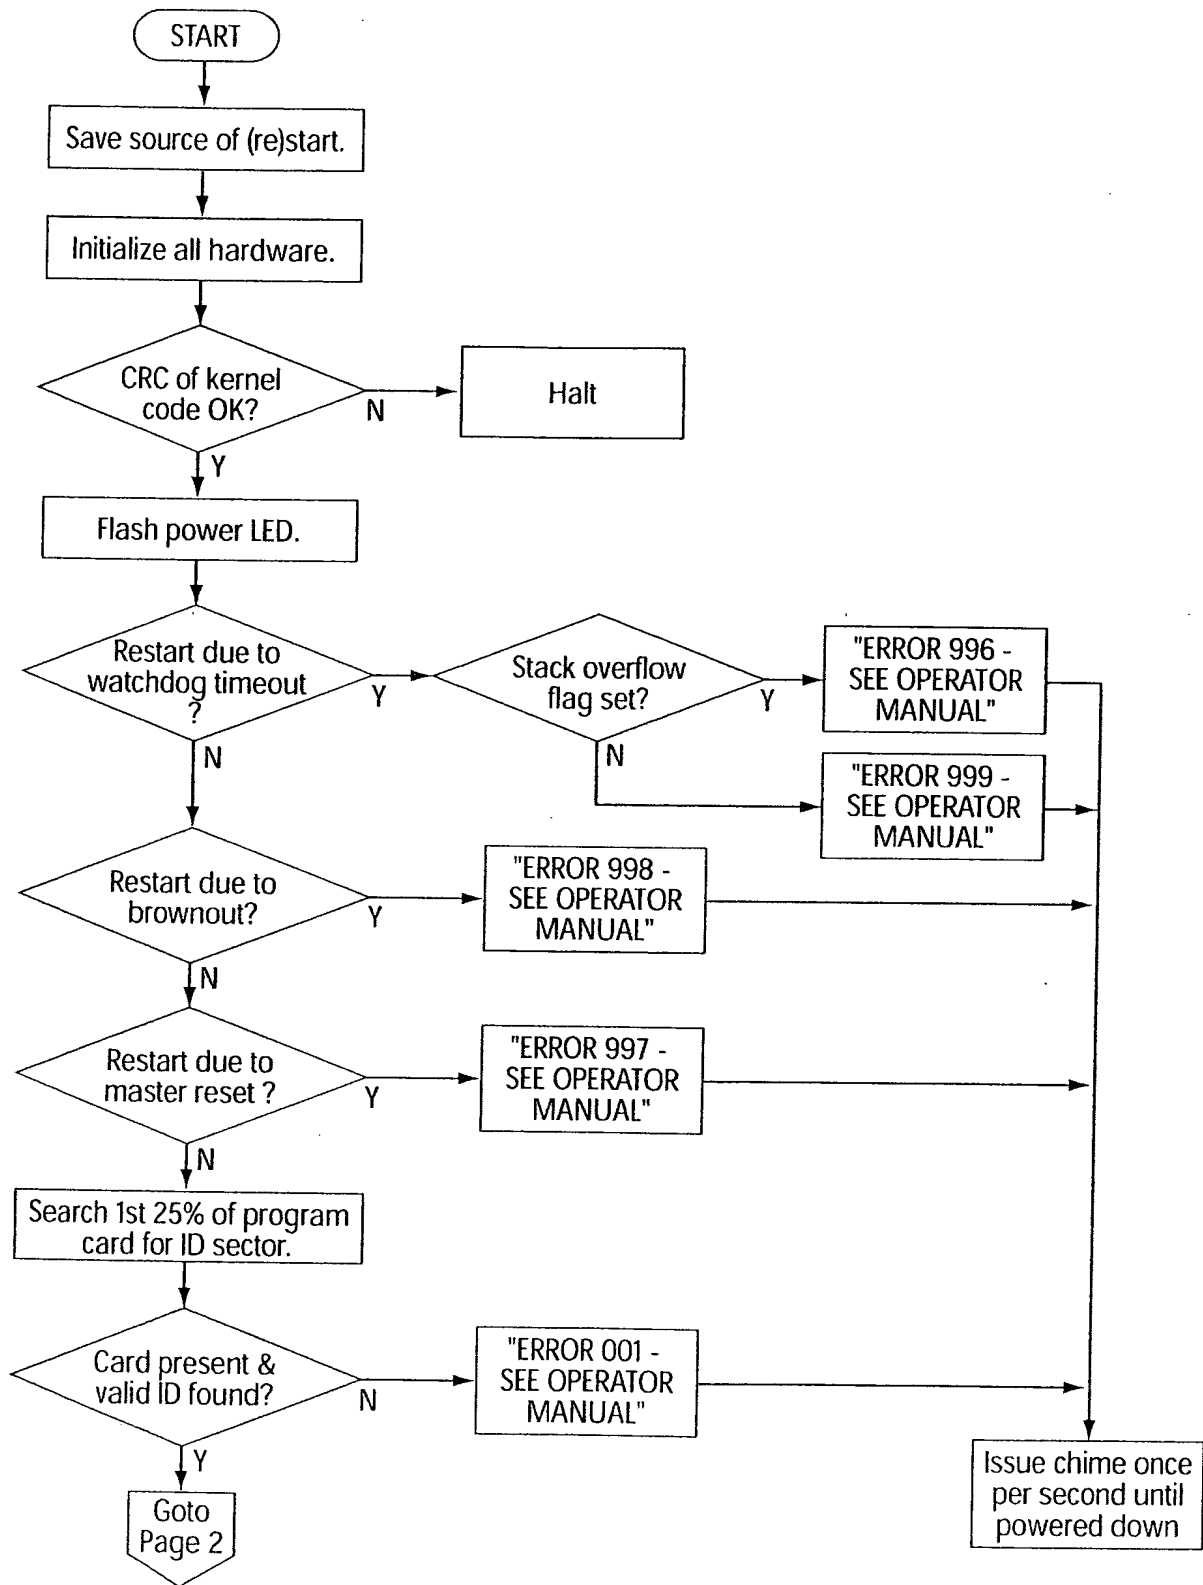 START
Save source of (re)start.
Initialize all hardware.
CRC of kernel
code OK?
N
Halt
Y
Flash power LED.
Restart due to
watchdog timeout
?
Y
Stack overflow
flag set?
Y
"ERROR 996 -
SEE OPERATOR
MANUAL"
N
N
"ERROR 999 -
SEE OPERATOR
MANUAL"
Restart due to
brownout?
Y
"ERROR 998 -
SEE OPERATOR
MANUAL"
N
Restart due to
master reset ?
Y
"ERROR 997 -
SEE OPERATOR
MANUAL"
N
Search 1st 25% of program
card for ID sector.
Card present &
valid ID found?
N
"ERROR 001 -
SEE OPERATOR
MANUAL"
Y
Goto
Page 2
Issue chime once
per second until
powered down